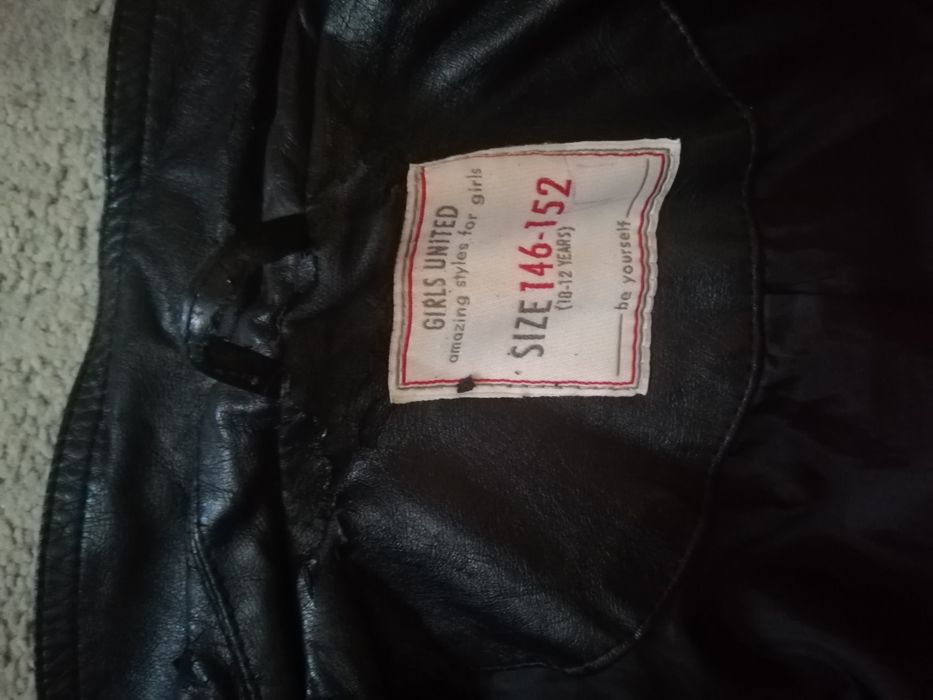 GIRLS UNITED
amazing styles for girls
SIZE 146-152
(10-12 YEARS)
be yourself